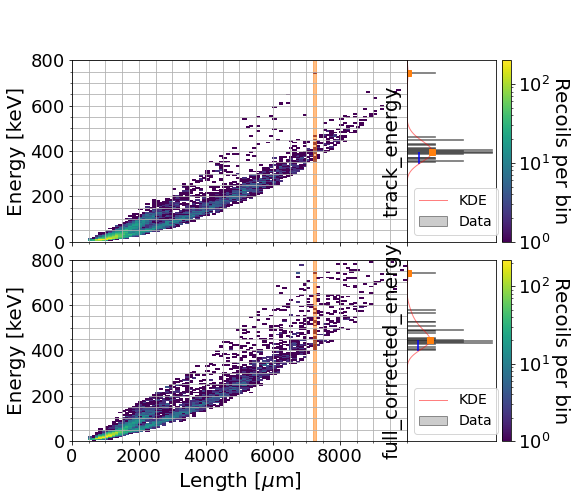 800
600
400
200
0
Energy [keV]
track_energy
KDE
Data
10²
10¹
10⁰
Recoils per bin
800
600
400
200
0
Energy [keV]
0
2000
4000
6000
8000
Length [μm]
full_corrected_energy
KDE
Data
10²
10¹
10⁰
Recoils per bin